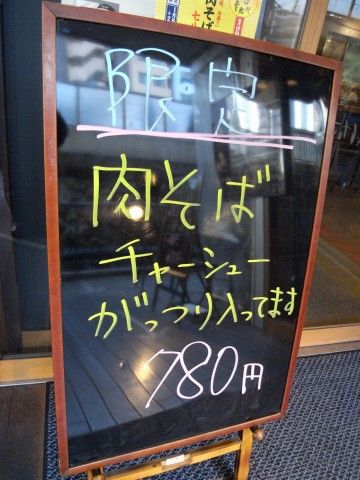 限定
肉そば
チャーシュー
がっつり入ってます
780円